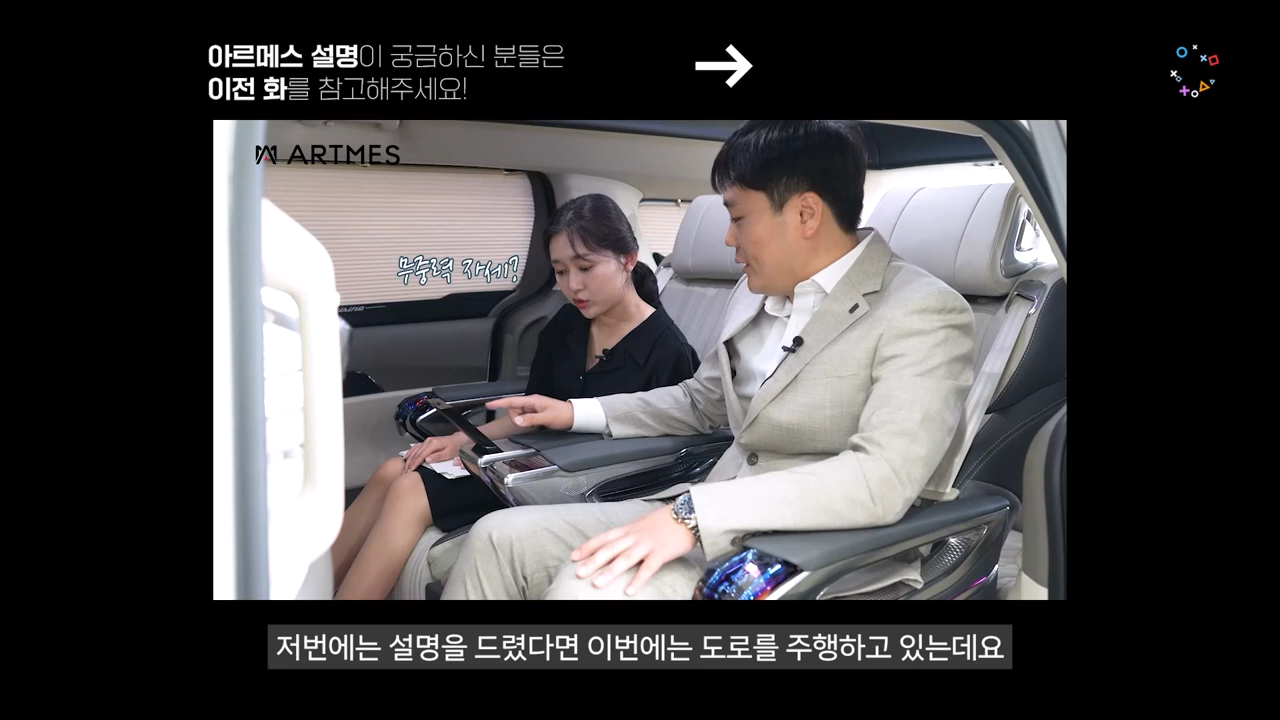 아르메스 설명이 궁금하신 분들은
이전 화를 참고해주세요!
ARTMES
무중력 자세?
저번에는 설명을 드렸다면 이번에는 도로를 주행하고 있는데요